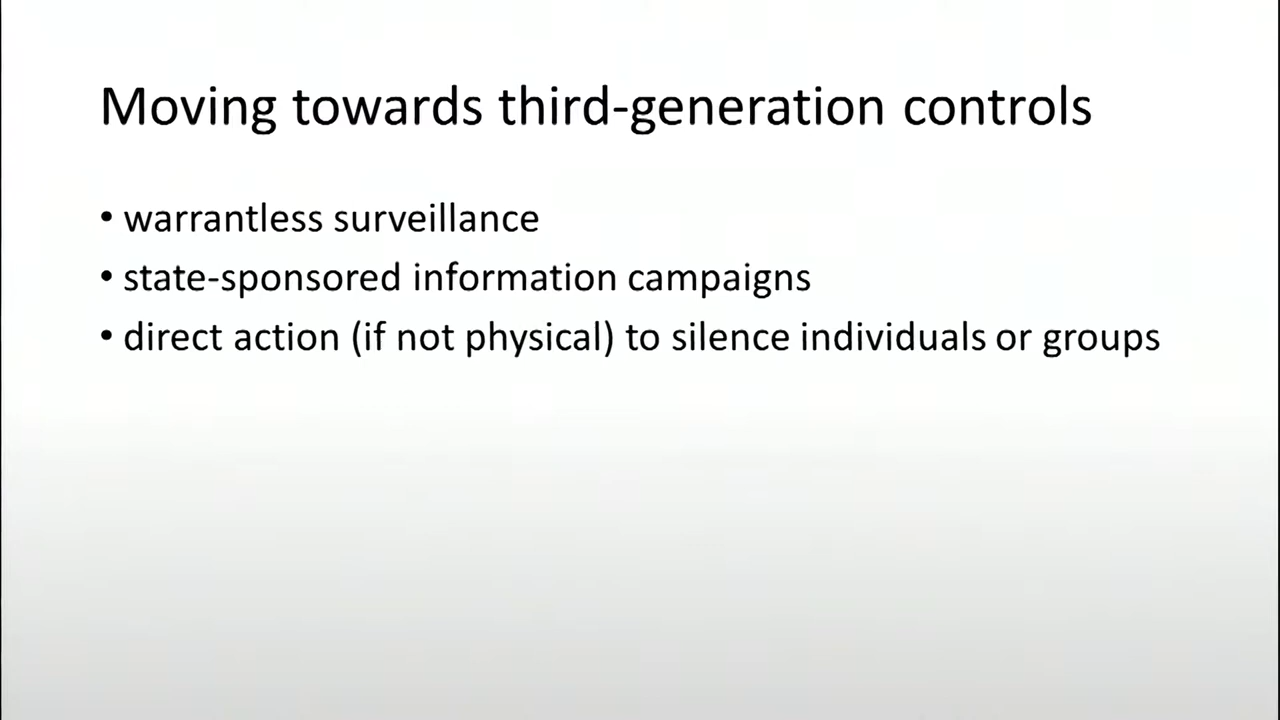 Moving towards third-generation controls
• warrantless surveillance
• state-sponsored information campaigns
• direct action (if not physical) to silence individuals or groups